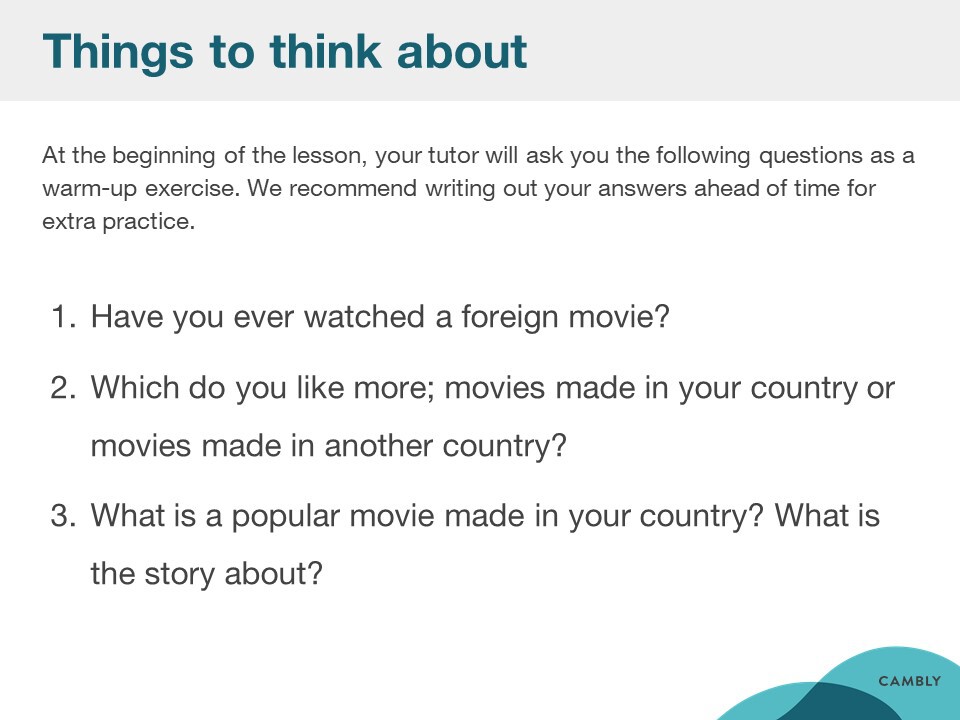 Things to think about
At the beginning of the lesson, your tutor will ask you the following questions as a
warm-up exercise. We recommend writing out your answers ahead of time for
extra practice.
1. Have you ever watched a foreign movie?
2. Which do you like more; movies made in your country or
movies made in another country?
3. What is a popular movie made in your country? What is
the story about?
CAMBLY